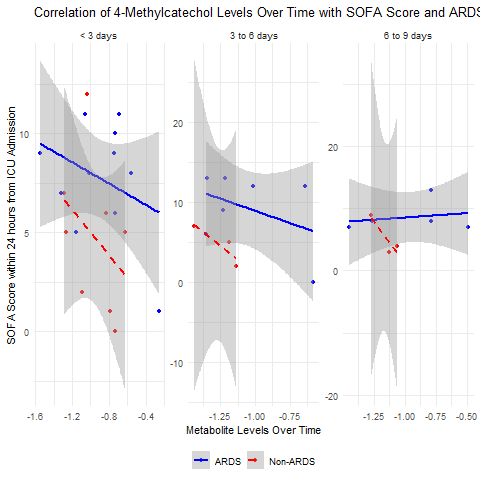 Correlation of 4-Methylcatechol Levels Over Time with SOFA Score and ARDS
< 3 days
3 to 6 days
6 to 9 days
SOFA Score within 24 hours from ICU Admission
10
5
0
20
10
0
-10
20
0
-20
-1.6
-1.2
-0.8
-0.4
-1.25
-1.00
-0.75
-1.25
-1.00
-0.75
-0.50
Metabolite Levels Over Time
ARDS
Non-ARDS